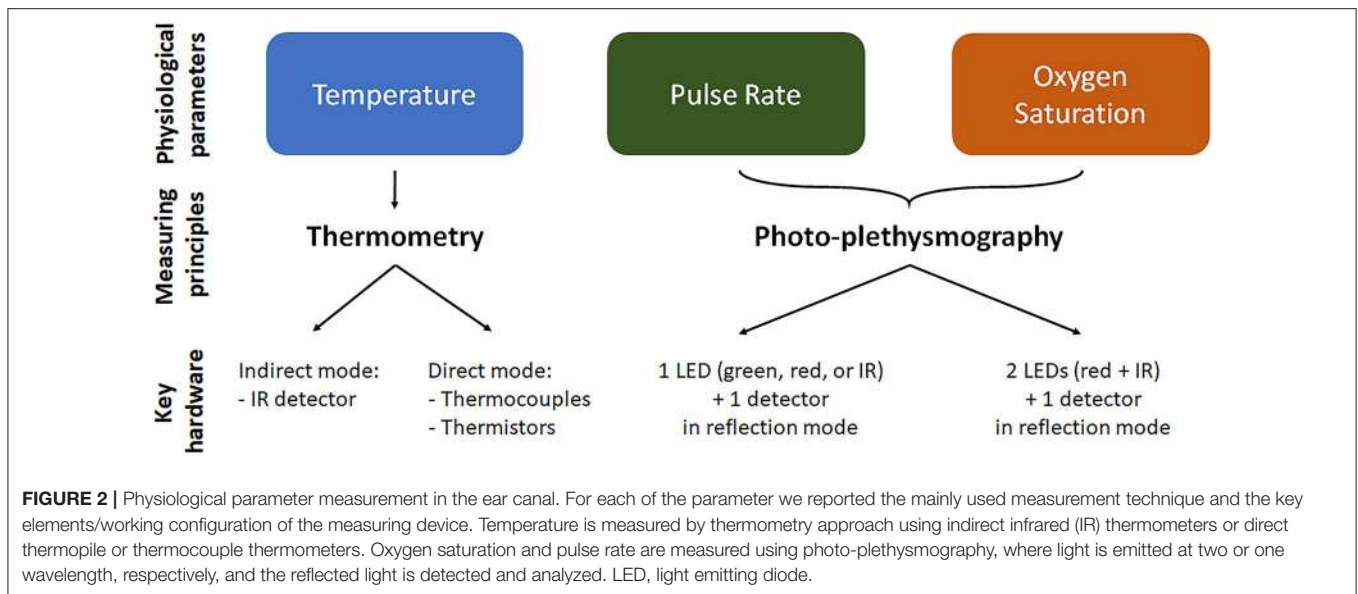 Physiological
parameters
Temperature
Pulse Rate
Oxygen
Saturation
Measuring
principles
Thermometry
Photo-plethysmography
Key
hardware
Indirect mode:
- IR detector
Direct mode:
- Thermocouples
- Thermistors
1 LED (green, red, or IR)
+ 1 detector
in reflection mode
2 LEDs (red + IR)
+ 1 detector
in reflection mode
FIGURE 2 | Physiological parameter measurement in the ear canal. For each of the parameter we reported the mainly used measurement technique and the key
elements/working configuration of the measuring device. Temperature is measured by thermometry approach using indirect infrared (IR) thermometers or direct
thermopile or thermocouple thermometers. Oxygen saturation and pulse rate are measured using photo-plethysmography, where light is emitted at two or one
wavelength, respectively, and the reflected light is detected and analyzed. LED, light emitting diode.